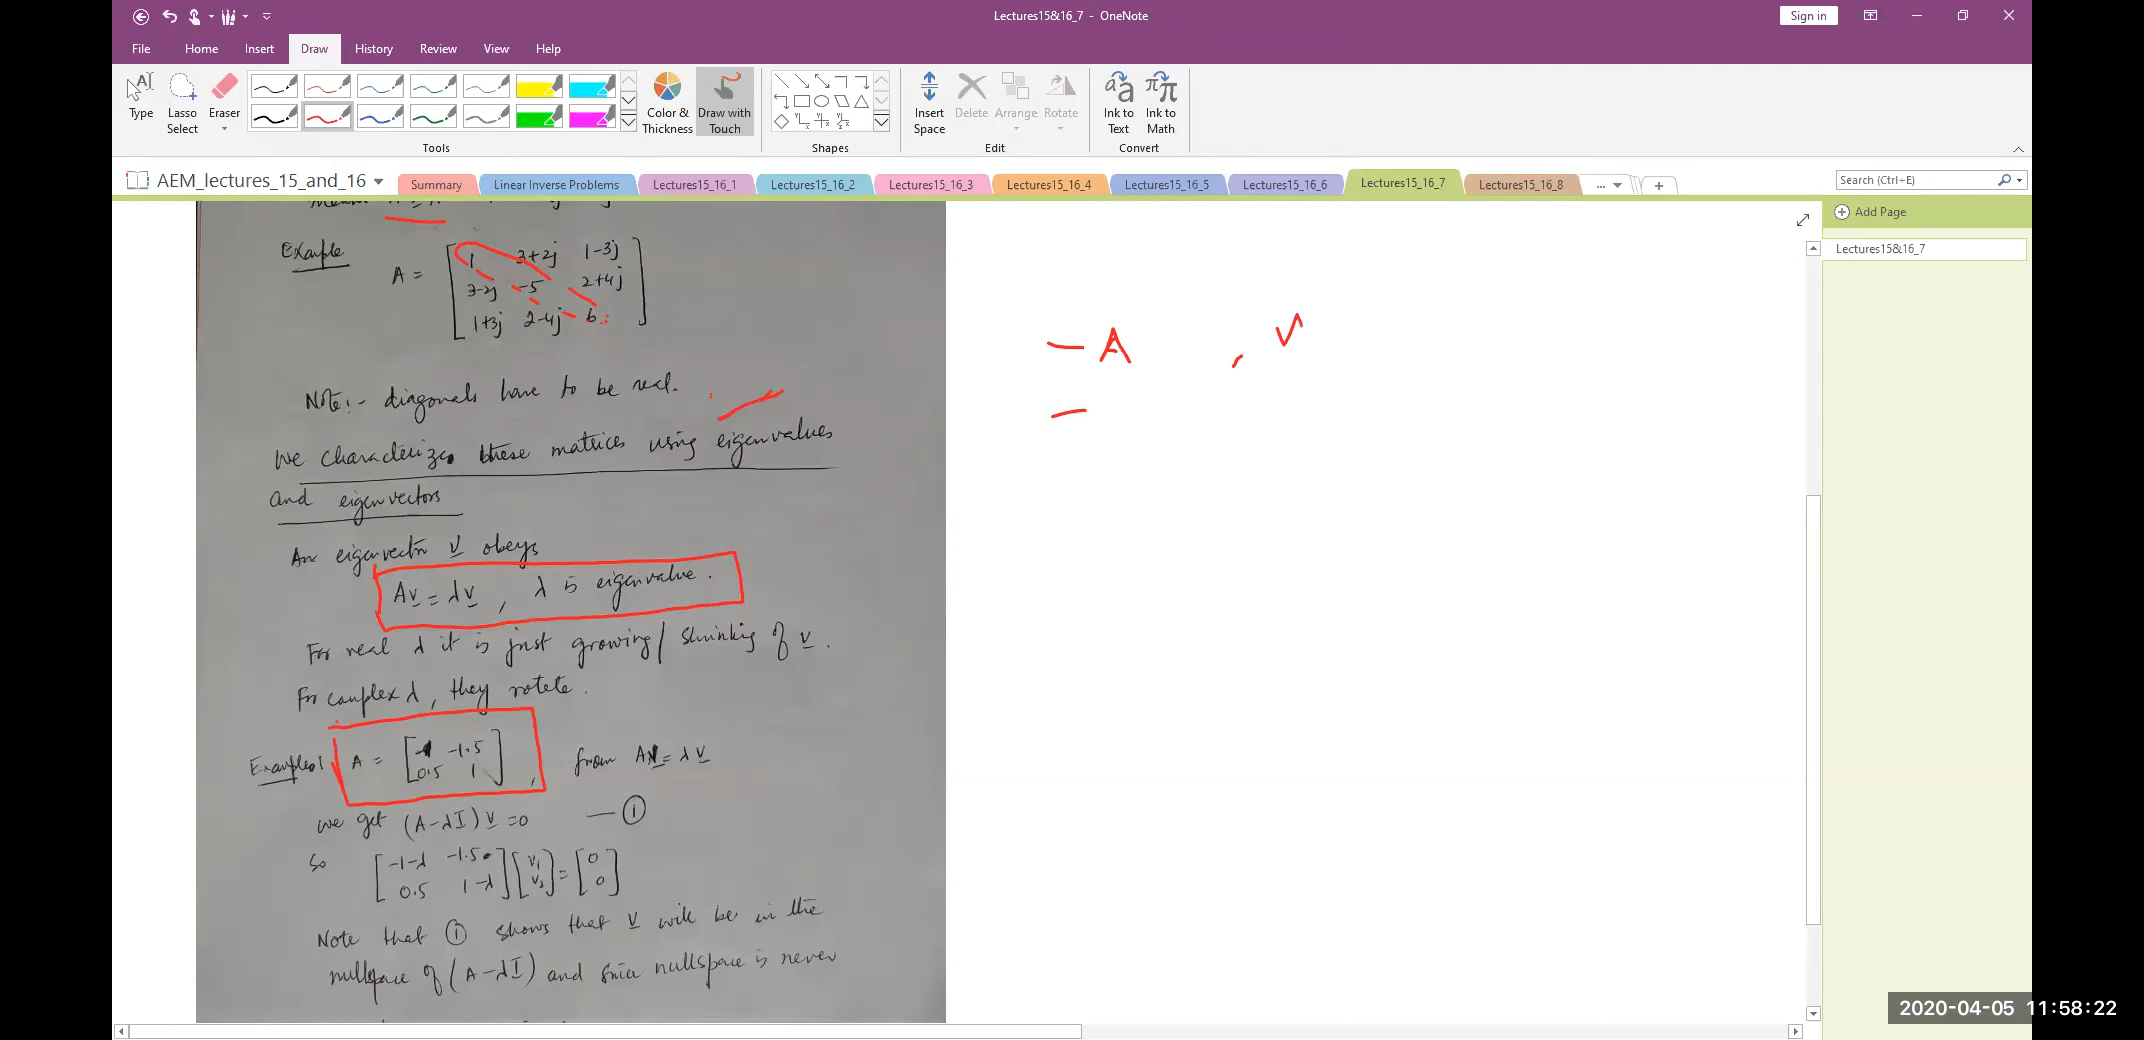 Lectures15&16_7 - OneNote
Sign in
File Home Insert Draw History Review View Help
Type
Lasso Select
Eraser
Color & Thickness
Draw with Touch
Insert Space
Delete
Arrange
Rotate
Ink to Text
Ink to Math
Tools
Shapes
Edit
Convert
AEM_lectures_15_and_16
Summary Linear Inverse Problems Lectures15_16_1 Lectures15_16_2 Lectures15_16_3 Lectures15_16_4 Lectures15_16_5 Lectures15_16_6 Lectures15_16_7 Lectures15_16_8 ...
Search (Ctrl+E)
Add Page
Lectures15&16_7
Example
A = [ 1 3+2j 1-3j
3-2j -5 2+4j
1+3j 2-4j 6 ]
Note:- diagonals have to be real.
We characterize these matrices using eigenvalues
and eigenvectors
An eigenvector v obeys
Av = λv , λ is eigenvalue.
For real λ it is just growing/shrinking of v.
For complex λ, they rotate.
Examples! A = [ -1 -1.5
0.5 1 ] , from Av = λv
We get (A-λI)v = 0 — ①
So [ -1-λ -1.5
0.5 1-λ ] [ v1
v2 ] = [ 0
0 ]
Note that ① shows that v will be in the
nullspace of (A-λI) and since nullspace is never
— A , V
—
2020-04-05 11:58:22